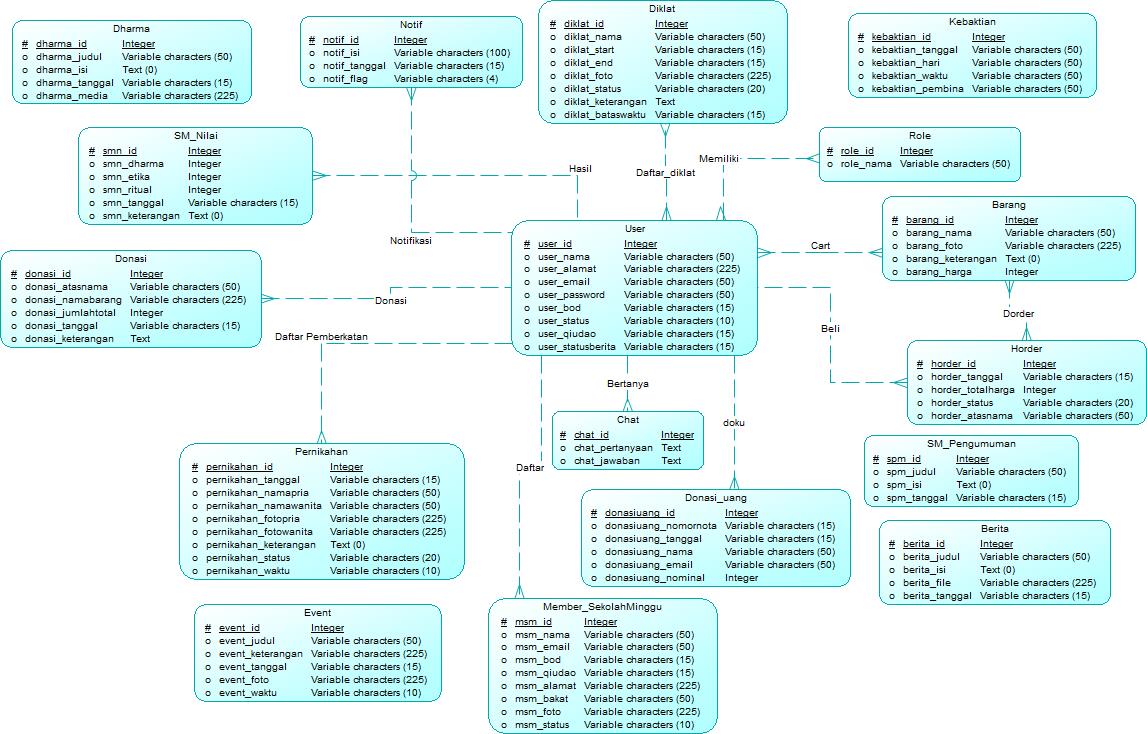 Dharma
# dharma_id Integer
o dharma_judul Variable characters (50)
o dharma_isi Text (0)
o dharma_tanggal Variable characters (15)
o dharma_media Variable characters (225)
Notif
# notif_id Integer
o notif_isi Variable characters (100)
o notif_tanggal Variable characters (15)
o notif_flag Variable characters (4)
Diklat
# diklat_id Integer
o diklat_nama Variable characters (50)
o diklat_start Variable characters (15)
o diklat_end Variable characters (15)
o diklat_foto Variable characters (225)
o diklat_status Variable characters (20)
o diklat_keterangan Text
o diklat_bataswaktu Variable characters (15)
Kebaktian
# kebaktian_id Integer
o kebaktian_tanggal Variable characters (50)
o kebaktian_hari Variable characters (50)
o kebaktian_waktu Variable characters (50)
o kebaktian_pembina Variable characters (50)
SM_Nilai
# smn_id Integer
o smn_dharma Integer
o smn_etika Integer
o smn_ritual Integer
o smn_tanggal Variable characters (15)
o smn_keterangan Text (0)
Hasil
Daftar_diklat
Memiliki
Role
# role_id Integer
o role_nama Variable characters (50)
Notifikasi
User
# user_id Integer
o user_nama Variable characters (50)
o user_alamat Variable characters (225)
o user_email Variable characters (50)
o user_password Variable characters (50)
o user_bod Variable characters (15)
o user_status Variable characters (10)
o user_qiudao Variable characters (15)
o user_statusberita Variable characters (15)
Cart
Barang
# barang_id Integer
o barang_nama Variable characters (50)
o barang_foto Variable characters (225)
o barang_keterangan Text (0)
o barang_harga Integer
Donasi
# donasi_id Integer
o donasi_atasnama Variable characters (50)
o donasi_namabarang Variable characters (225)
o donasi_jumlahtotal Integer
o donasi_tanggal Variable characters (15)
o donasi_keterangan Text
Donasi
Daftar Pemberkatan
Beli
Dorder
Horder
# horder_id Integer
o horder_tanggal Variable characters (15)
o horder_totalharga Integer
o horder_status Variable characters (20)
o horder_atasnama Variable characters (50)
Bertanya
Chat
# chat_id Integer
o chat_pertanyaan Text
o chat_jawaban Text
doku
Daftar
Pernikahan
# pernikahan_id Integer
o pernikahan_tanggal Variable characters (15)
o pernikahan_namapria Variable characters (50)
o pernikahan_namawanita Variable characters (50)
o pernikahan_fotopria Variable characters (225)
o pernikahan_fotowanita Variable characters (225)
o pernikahan_keterangan Text (0)
o pernikahan_status Variable characters (20)
o pernikahan_waktu Variable characters (10)
SM_Pengumuman
# spm_id Integer
o spm_judul Variable characters (50)
o spm_isi Text (0)
o spm_tanggal Variable characters (15)
Donasi_uang
# donasiuang_id Integer
o donasiuang_nomornota Variable characters (15)
o donasiuang_tanggal Variable characters (15)
o donasiuang_nama Variable characters (50)
o donasiuang_email Variable characters (50)
o donasiuang_nominal Integer
Berita
# berita_id Integer
o berita_judul Variable characters (50)
o berita_isi Text (0)
o berita_file Variable characters (225)
o berita_tanggal Variable characters (15)
Event
# event_id Integer
o event_judul Variable characters (50)
o event_keterangan Variable characters (225)
o event_tanggal Variable characters (15)
o event_foto Variable characters (225)
o event_waktu Variable characters (10)
Member_SekolahMinggu
# msm_id Integer
o msm_nama Variable characters (50)
o msm_email Variable characters (50)
o msm_bod Variable characters (15)
o msm_qiudao Variable characters (15)
o msm_alamat Variable characters (225)
o msm_bakat Variable characters (50)
o msm_foto Variable characters (225)
o msm_status Variable characters (10)